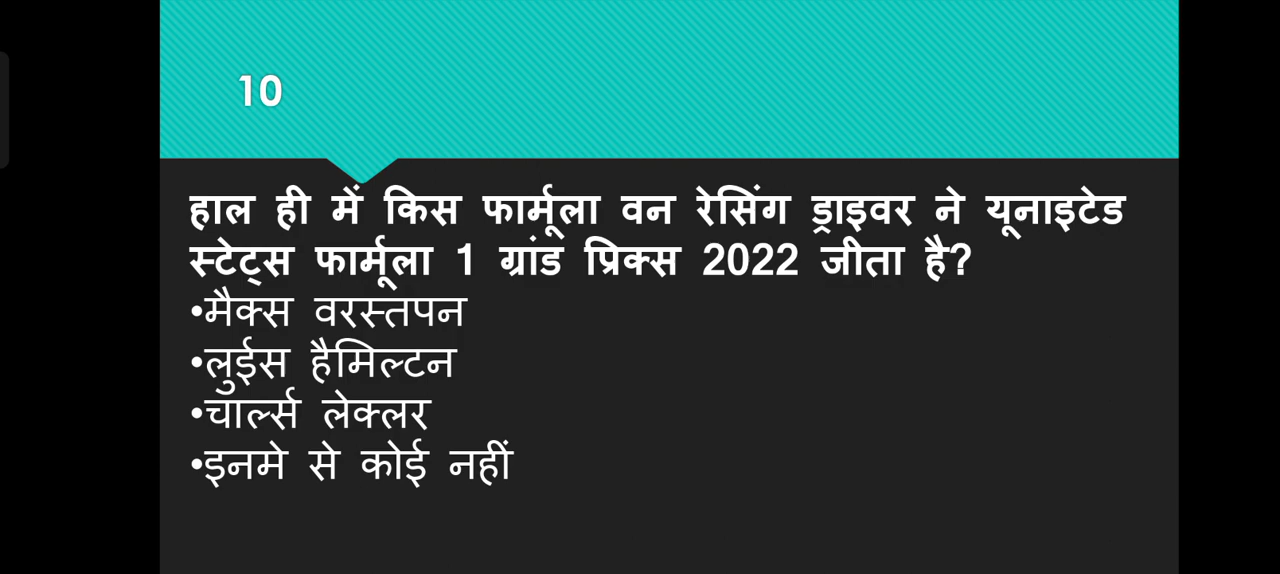 10
हाल ही में किस फार्मूला वन रेसिंग ड्राइवर ने यूनाइटेड
स्टेट्स फार्मूला 1 ग्रांड प्रिक्स 2022 जीता है?
•मैक्स वरस्तपन
•लुईस हैमिल्टन
•चार्ल्स लेक्लर
•इनमे से कोई नहीं